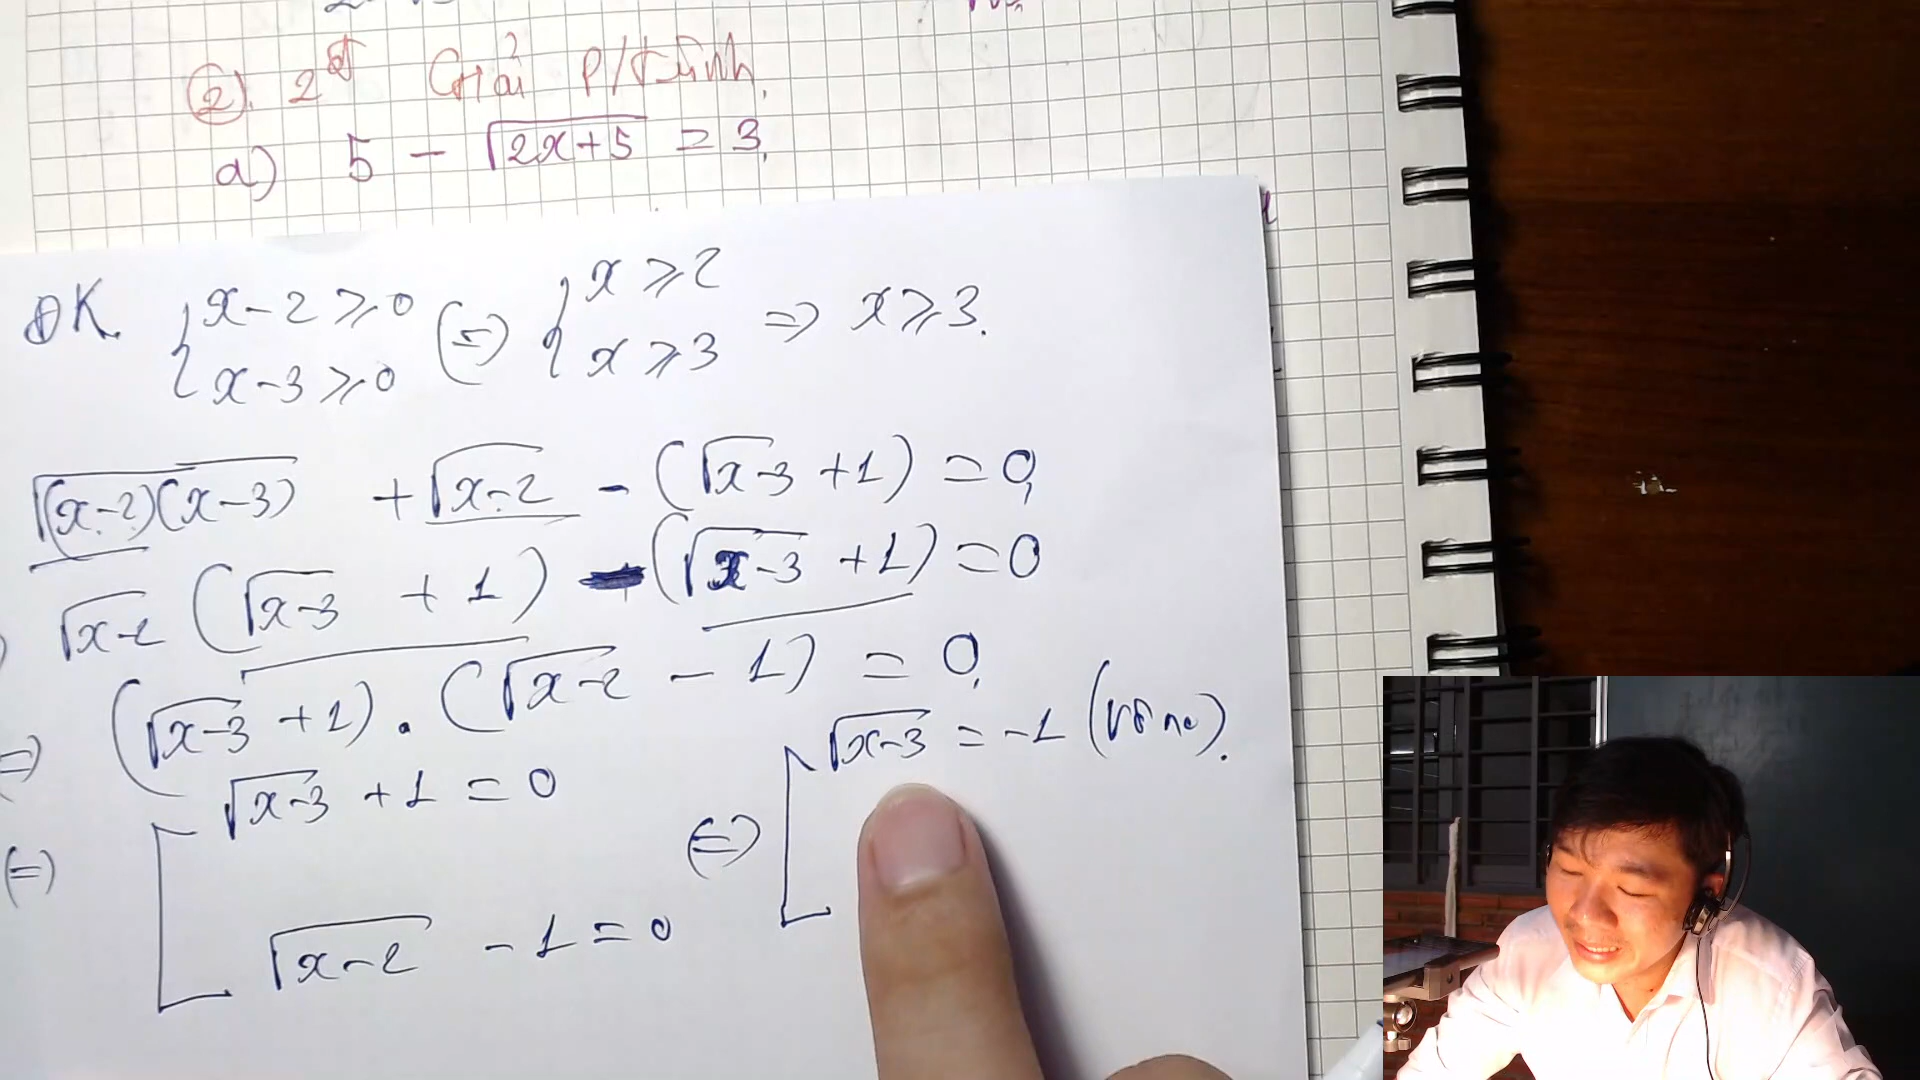 ②. 2đ Giải P/trình.
a) 5 - √(2x+5) = 3.
ĐK. { x-2 ⩾ 0 (=) { x ⩾ 2 => x ⩾ 3.
{ x-3 ⩾ 0 { x ⩾ 3
√((x-2)(x-3)) + √(x-2) - (√(x-3) +1) = 0,
√(x-2) (√(x-3) + 1) - (√(x-3) +1) = 0
=) (√(x-3) +1) . (√(x-2) - 1) = 0.
(=) [ √(x-3) +1 = 0 (=) [ √(x-3) = -1 (vô no).
√(x-2) - 1 = 0